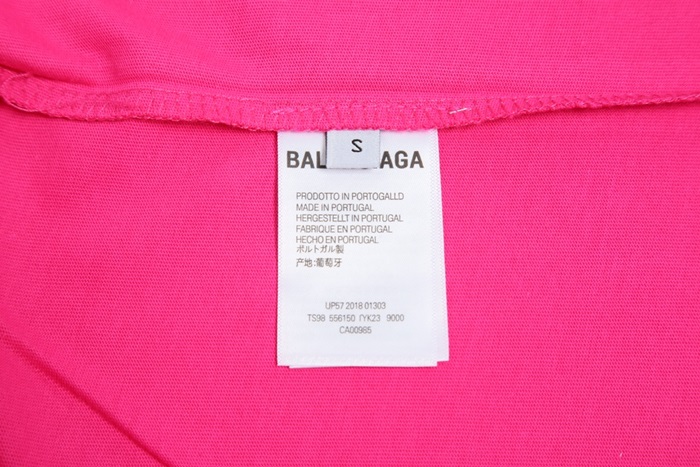 S
BAL AGA
PRODOTTO IN PORTOGALLD
MADE IN PORTUGAL
HERGESTELLT IN PORTUGAL
FABRIQUE EN PORTUGAL
HECHO EN PORTUGAL
ポルトガル製
产地:葡萄牙
UP57 2018 01303
TS98 556150 IYK23 9000
CA00965